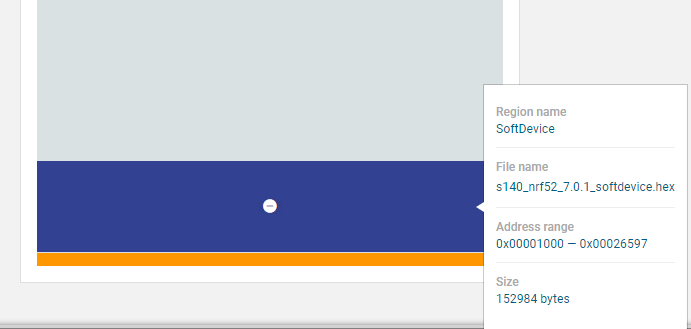 Region name
SoftDevice
File name
s140_nrf52_7.0.1_softdevice.hex
Address range
0x00001000 — 0x00026597
Size
152984 bytes